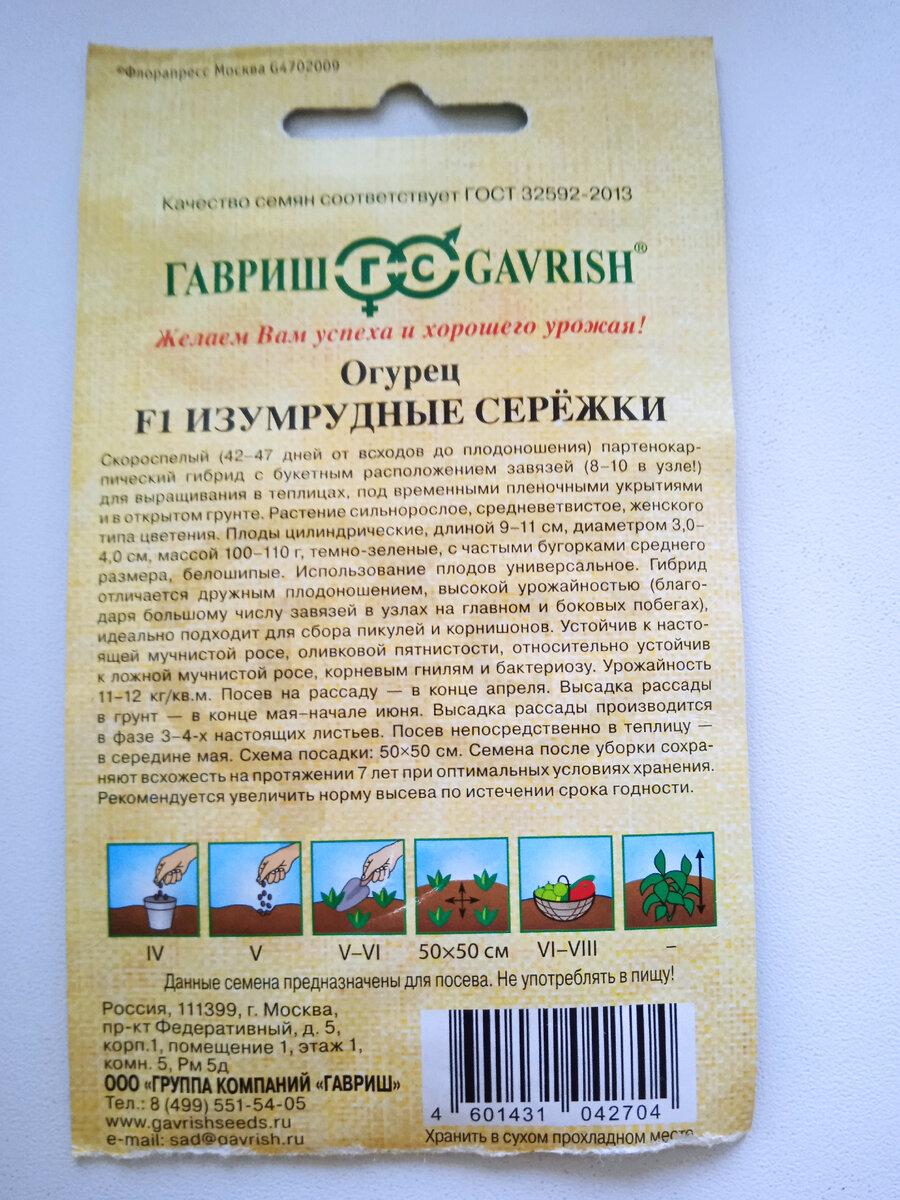 ©Флорапресс Москва 64702009
Качество семян соответствует ГОСТ 32592-2013
ГАВРИШ ГС GAVRISH®
Желаем Вам успеха и хорошего урожая!
Огурец
F1 ИЗУМРУДНЫЕ СЕРЁЖКИ
Скороспелый (42–47 дней от всходов до плодоношения) партенокар-
пический гибрид с букетным расположением завязей (8–10 в узле!)
для выращивания в теплицах, под временными пленочными укрытиями
и в открытом грунте. Растение сильнорослое, средневетвистое, женского
типа цветения. Плоды цилиндрические, длиной 9–11 см, диаметром 3,0–
4,0 см, массой 100–110 г, темно-зеленые, с частыми бугорками среднего
размера, белошипые. Использование плодов универсальное. Гибрид
отличается дружным плодоношением, высокой урожайностью (благо-
даря большому числу завязей в узлах на главном и боковых побегах),
идеально подходит для сбора пикулей и корнишонов. Устойчив к насто-
ящей мучнистой росе, оливковой пятнистости, относительно устойчив
к ложной мучнистой росе, корневым гнилям и бактериозу. Урожайность
11–12 кг/кв.м. Посев на рассаду — в конце апреля. Высадка рассады
в грунт — в конце мая–начале июня. Высадка рассады производится
в фазе 3–4-х настоящих листьев. Посев непосредственно в теплицу —
в середине мая. Схема посадки: 50×50 см. Семена после уборки сохра-
няют всхожесть на протяжении 7 лет при оптимальных условиях хранения.
Рекомендуется увеличить норму высева по истечении срока годности.
IV V V–VI 50×50 см VI–VIII –
Данные семена предназначены для посева. Не употреблять в пищу!
Россия, 111399, г. Москва,
пр-кт Федеративный, д. 5,
корп.1, помещение 1, этаж 1,
комн. 5, Рм 5д
ООО «ГРУППА КОМПАНИЙ «ГАВРИШ»
Тел.: 8 (499) 551-54-05
www.gavrishseeds.ru
e-mail: sad@gavrish.ru
4 601431 042704
Хранить в сухом прохладном месте